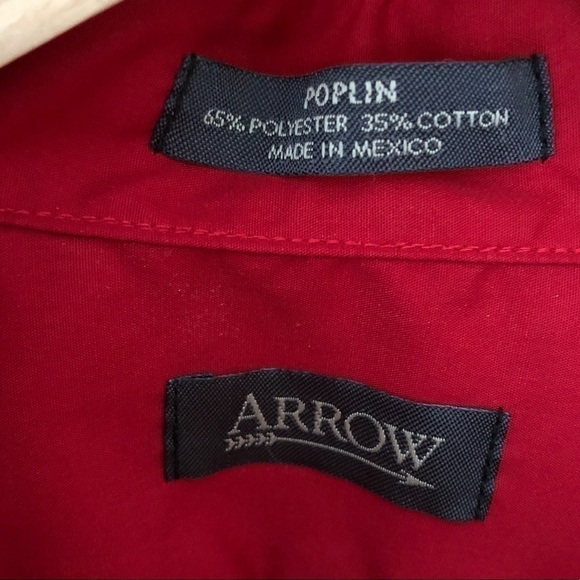 POPLIN
65% POLYESTER 35% COTTON
MADE IN MEXICO
ARROW